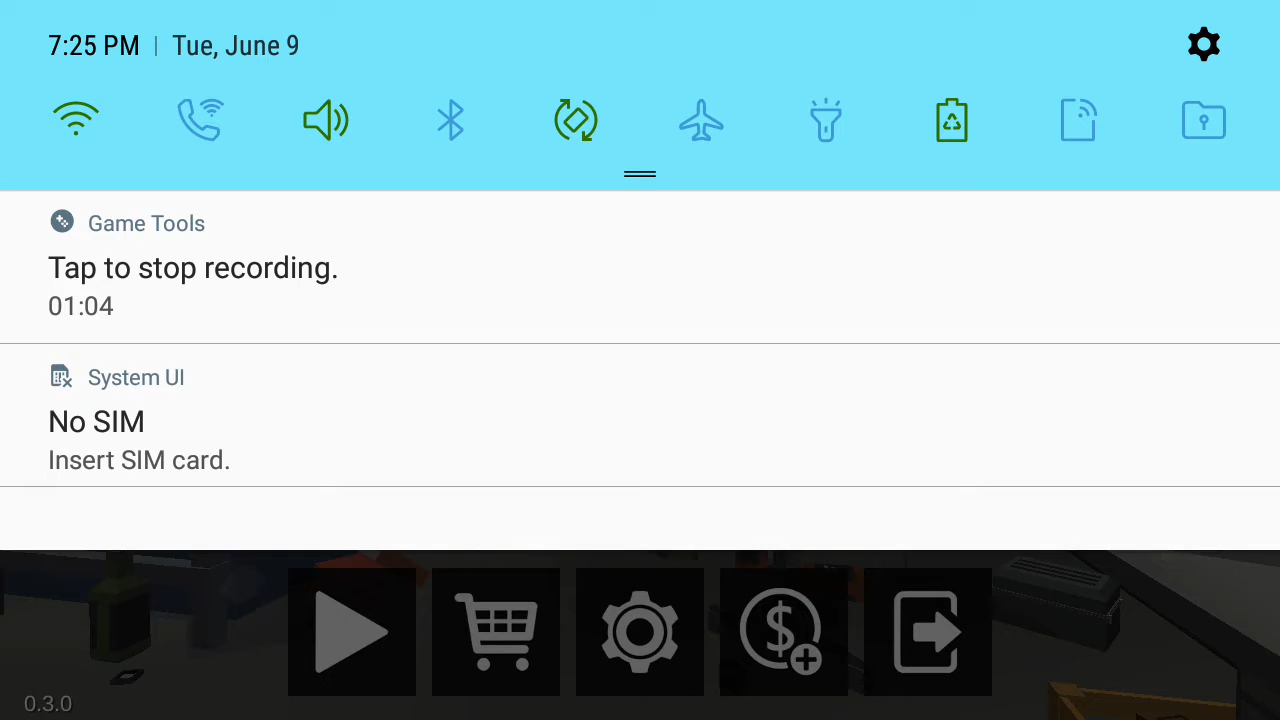 7:25 PM | Tue, June 9
Game Tools
Tap to stop recording.
01:04
System UI
No SIM
Insert SIM card.
0.3.0